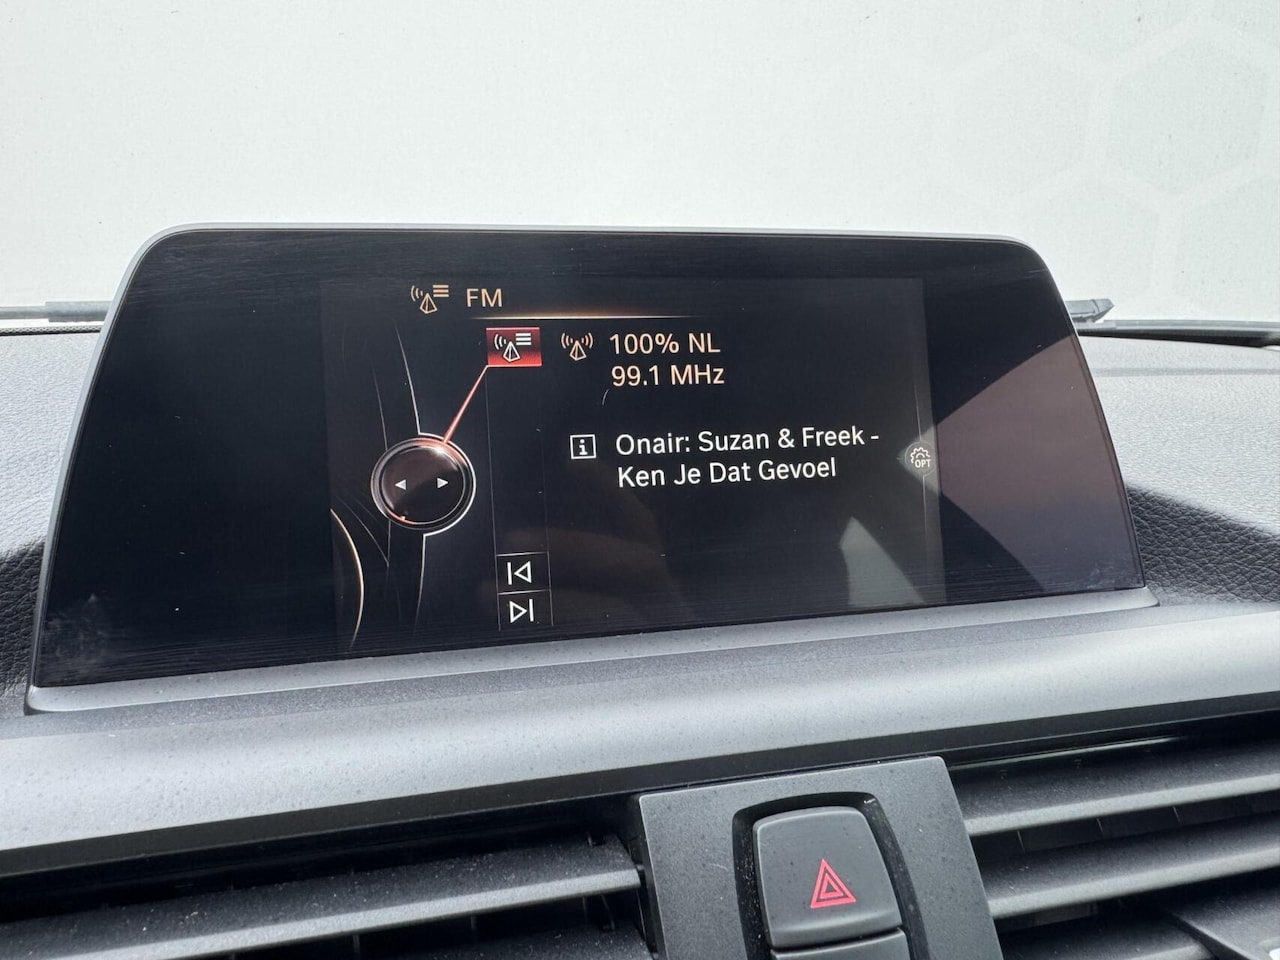 FM
100% NL
99.1 MHz
Onair: Suzan & Freek -
Ken Je Dat Gevoel
OPT